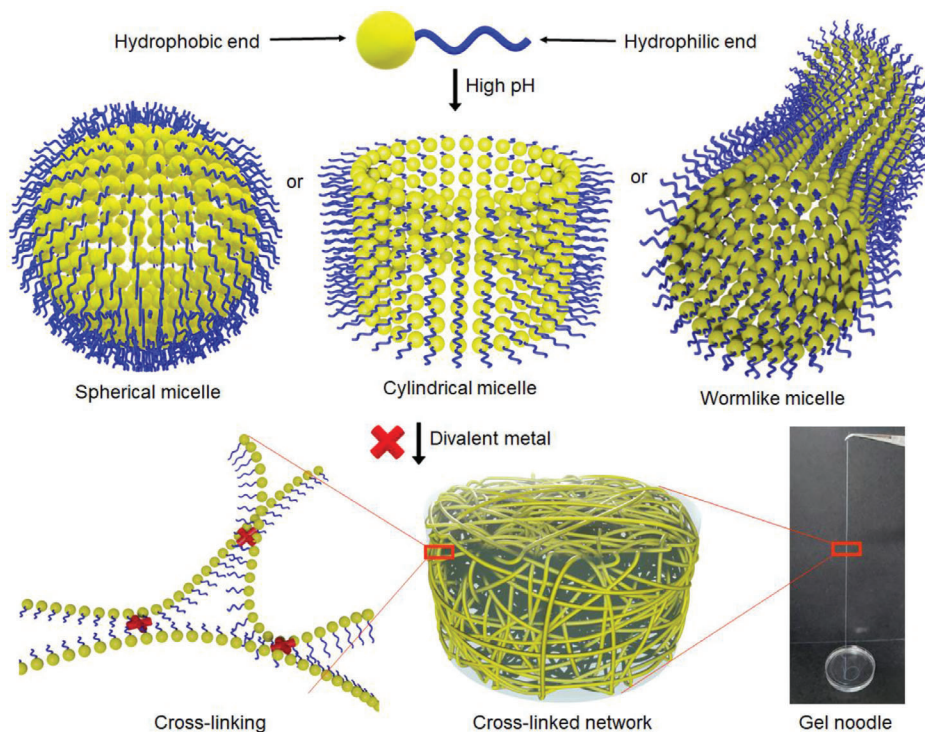 Hydrophobic end
Hydrophilic end
High pH
or
or
Spherical micelle
Cylindrical micelle
Wormlike micelle
Divalent metal
Cross-linking
Cross-linked network
Gel noodle